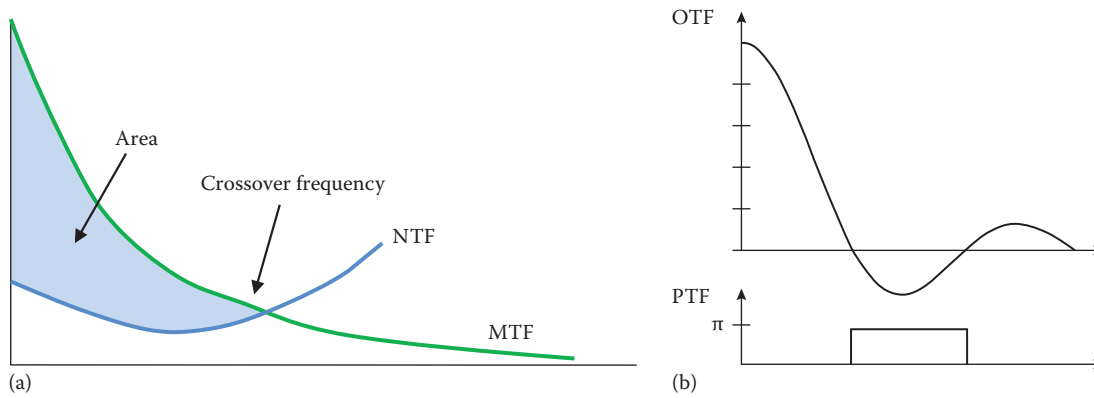 Area
Crossover frequency
NTF
MTF
(a)
OTF
PTF
π
(b)